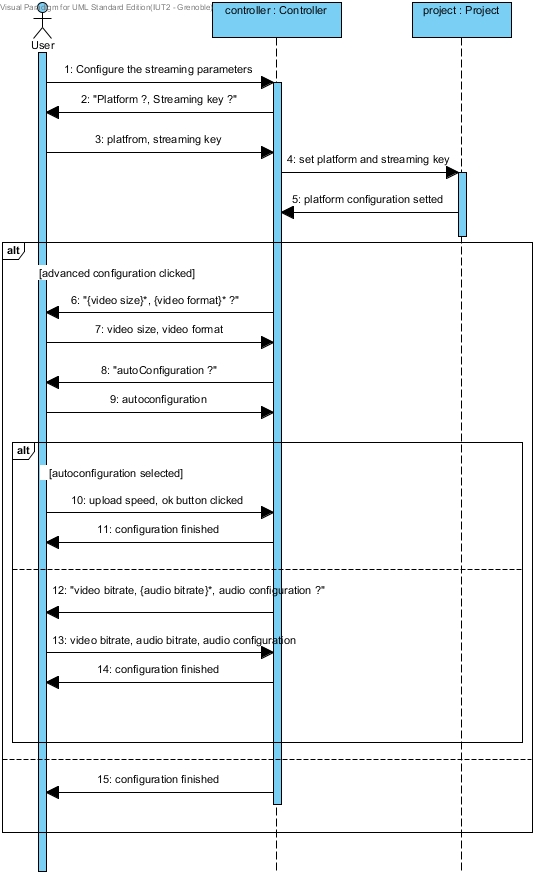 Visual Paradigm for UML Standard Edition(IUT2 - Grenoble
controller : Controller
project : Project
User
1: Configure the streaming parameters
2: "Platform ?, Streaming key ?"
3: platfrom, streaming key
4: set platform and streaming key
5: platform configuration setted
alt
[advanced configuration clicked]
6: "{video size}*, {video format}* ?"
7: video size, video format
8: "autoConfiguration ?"
9: autoconfiguration
alt
[autoconfiguration selected]
10: upload speed, ok button clicked
11: configuration finished
12: "video bitrate, {audio bitrate}*, audio configuration ?"
13: video bitrate, audio bitrate, audio configuration
14: configuration finished
15: configuration finished